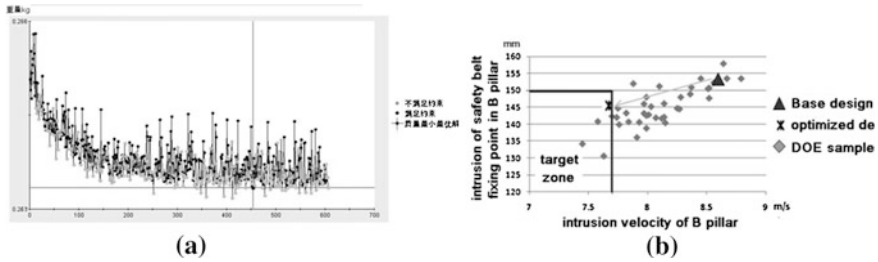 重量kg
0.266
0.263
0
100
200
300
400
500
600
700
不满足约束
满足约束
质量最小最优解
(a)
mm
intrusion of safety belt
fixing point in B pillar
160
155
150
145
140
135
130
125
120
target
zone
7
7.5
8
8.5
9
m/s
intrusion velocity of B pillar
Base design
optimized de
DOE sample
(b)